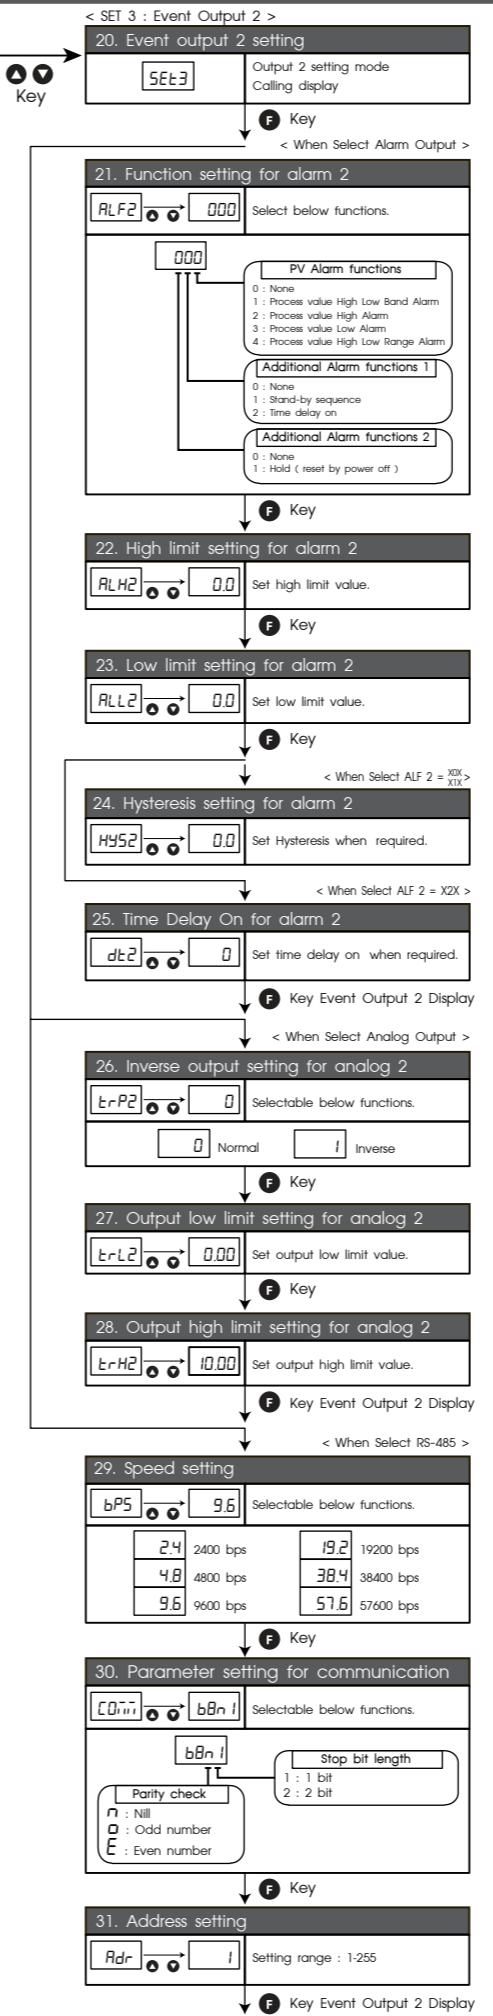 < SET 3 : Event Output 2 >
20. Event output 2 setting
SEt3
Output 2 setting mode
Calling display
Key
F Key
< When Select Alarm Output >
21. Function setting for alarm 2
ALF2 000 Select below functions.
000
PV Alarm functions
0 : None
1 : Process value High Low Band Alarm
2 : Process value High Alarm
3 : Process value Low Alarm
4 : Process value High Low Range Alarm
Additional Alarm functions 1
0 : None
1 : Stand-by sequence
2 : Time delay on
Additional Alarm functions 2
0 : None
1 : Hold ( reset by power off )
F Key
22. High limit setting for alarm 2
ALH2 0.0 Set high limit value.
F Key
23. Low limit setting for alarm 2
ALL2 0.0 Set low limit value.
F Key
< When Select ALF 2 = X0X
X1X >
24. Hysteresis setting for alarm 2
HYS2 0.0 Set Hysteresis when required.
< When Select ALF 2 = X2X >
25. Time Delay On for alarm 2
dt2 0 Set time delay on when required.
F Key Event Output 2 Display
< When Select Analog Output >
26. Inverse output setting for analog 2
trP2 0 Selectable below functions.
0 Normal 1 Inverse
F Key
27. Output low limit setting for analog 2
trL2 0.00 Set output low limit value.
F Key
28. Output high limit setting for analog 2
trH2 10.00 Set output high limit value.
F Key Event Output 2 Display
< When Select RS-485 >
29. Speed setting
bPS 9.6 Selectable below functions.
2.4 2400 bps 19.2 19200 bps
4.8 4800 bps 38.4 38400 bps
9.6 9600 bps 57.6 57600 bps
F Key
30. Parameter setting for communication
COm b8n1 Selectable below functions.
b8n1
Stop bit length
1 : 1 bit
2 : 2 bit
Parity check
n : Nill
o : Odd number
E : Even number
F Key
31. Address setting
Adr 1 Setting range : 1-255
F Key Event Output 2 Display